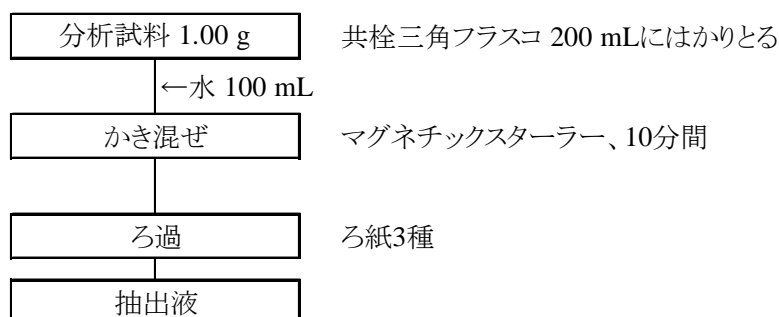 分析試料 1.00 g 共栓三角フラスコ 200 mLにはかりとる
←水 100 mL
かき混ぜ マグネチックスターラー、10分間
ろ過 ろ紙3種
抽出液